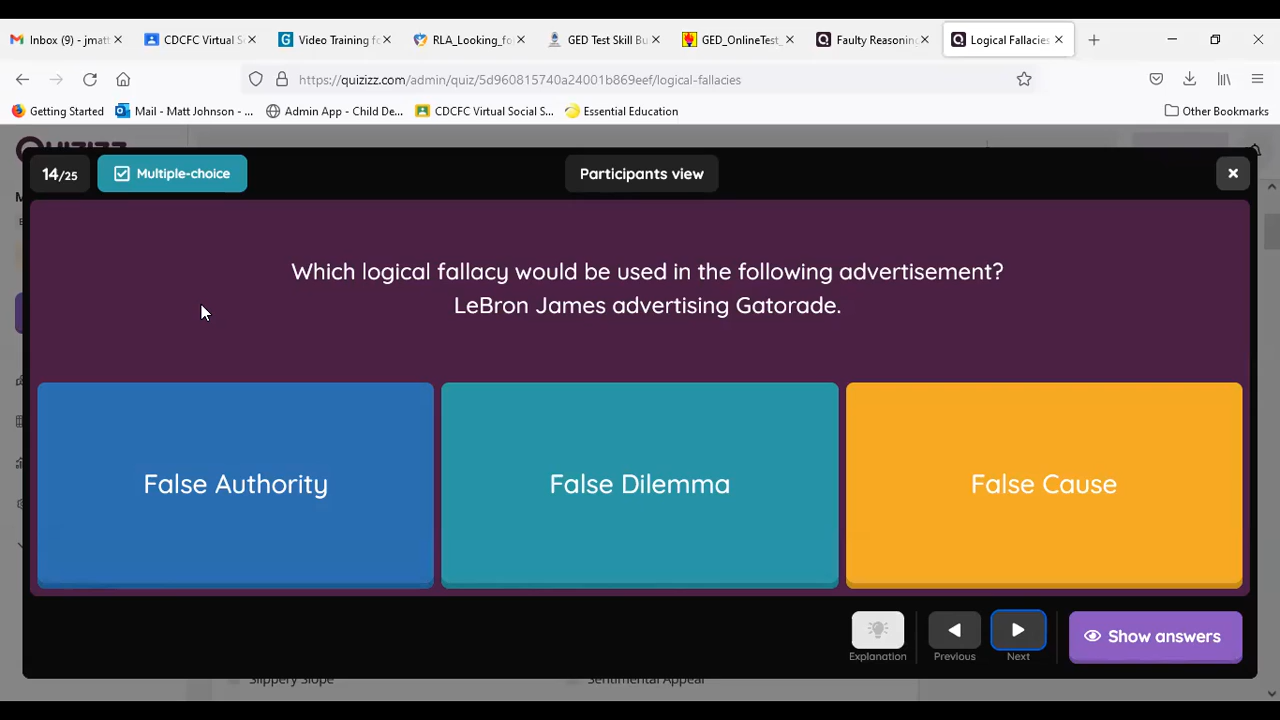 Inbox (9) - jmatt
CDCFC Virtual S
Video Training fo
RLA_Looking_fo
GED Test Skill Bu
GED_OnlineTest_
Faulty Reasoning
Logical Fallacies
https://quizizz.com/admin/quiz/5d960815740a24001b869eef/logical-fallacies
Getting Started
Mail - Matt Johnson - ...
Admin App - Child De...
CDCFC Virtual Social S...
Essential Education
Other Bookmarks
14/25
Multiple-choice
Participants view
Which logical fallacy would be used in the following advertisement?
LeBron James advertising Gatorade.
False Authority
False Dilemma
False Cause
Explanation
Previous
Next
Show answers
Slippery Slope
Sentimental Appeal